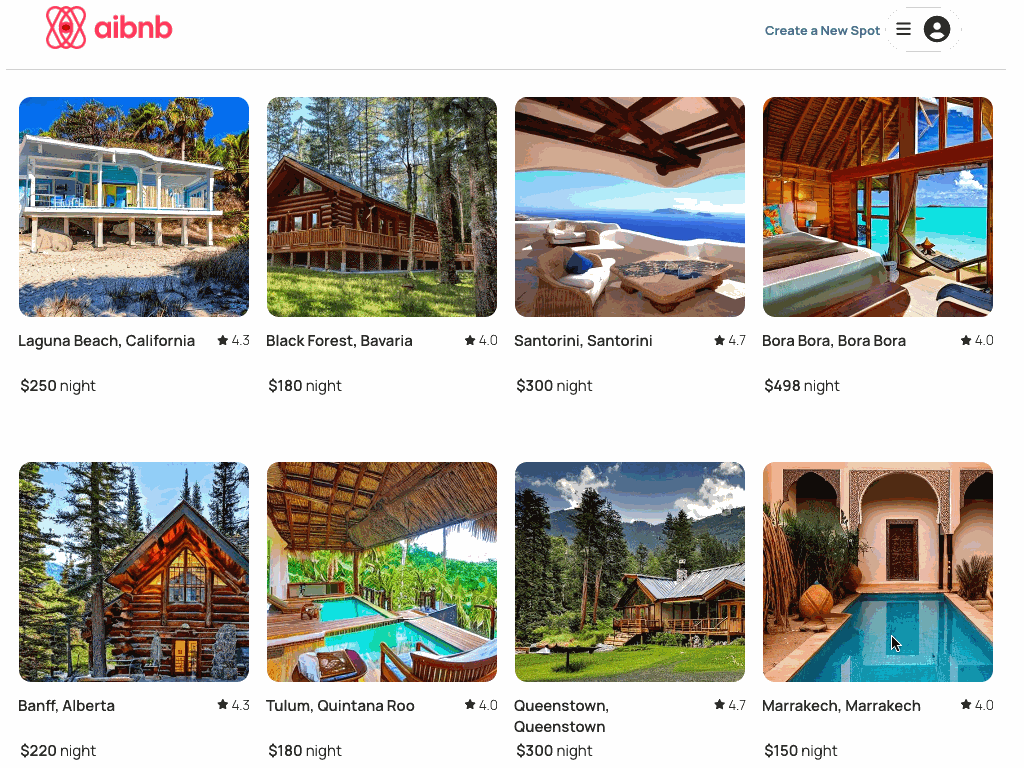 aibnb
Create a New Spot
Laguna Beach, California ★ 4.3
$250 night
Black Forest, Bavaria ★ 4.0
$180 night
Santorini, Santorini ★ 4.7
$300 night
Bora Bora, Bora Bora ★ 4.0
$498 night
Banff, Alberta ★ 4.3
$220 night
Tulum, Quintana Roo ★ 4.0
$180 night
Queenstown, ★ 4.7
Queenstown
$300 night
Marrakech, Marrakech ★ 4.0
$150 night